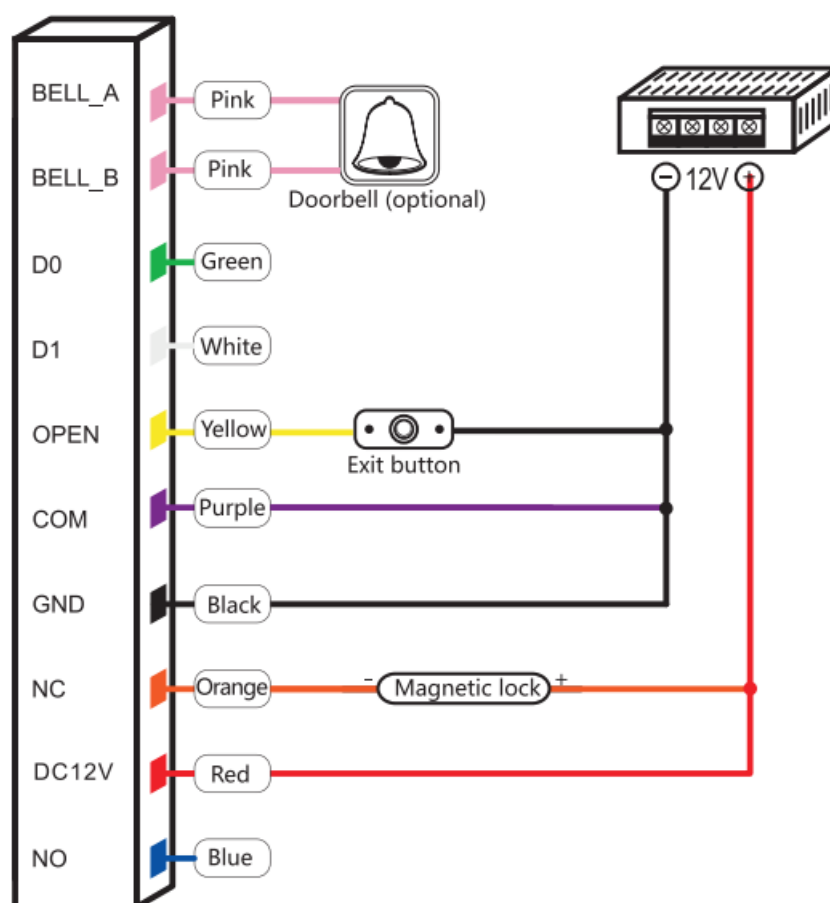 BELL_A
Pink
BELL_B
Pink
Doorbell (optional)
− 12V +
D0
Green
D1
White
OPEN
Yellow
Exit button
COM
Purple
GND
Black
NC
Orange
− Magnetic lock +
DC12V
Red
NO
Blue